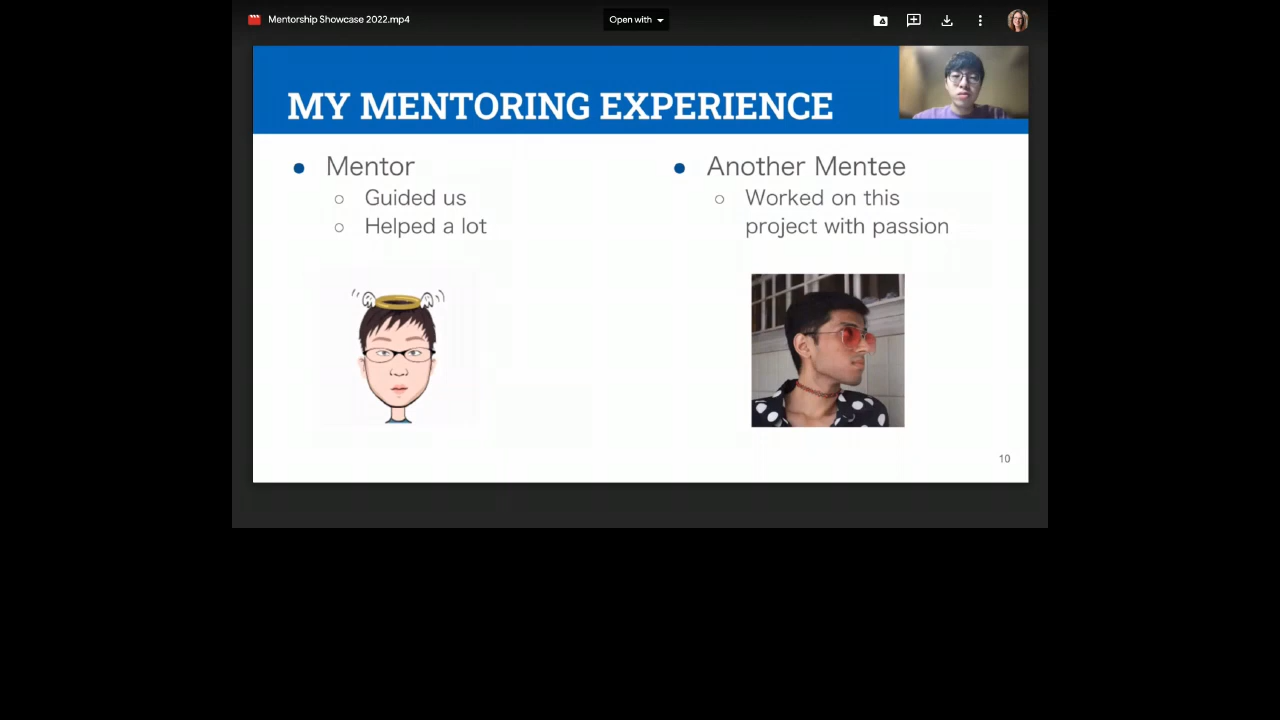 Mentorship Showcase 2022.mp4
Open with
MY MENTORING EXPERIENCE
Mentor
Guided us
Helped a lot
Another Mentee
Worked on this
project with passion
10